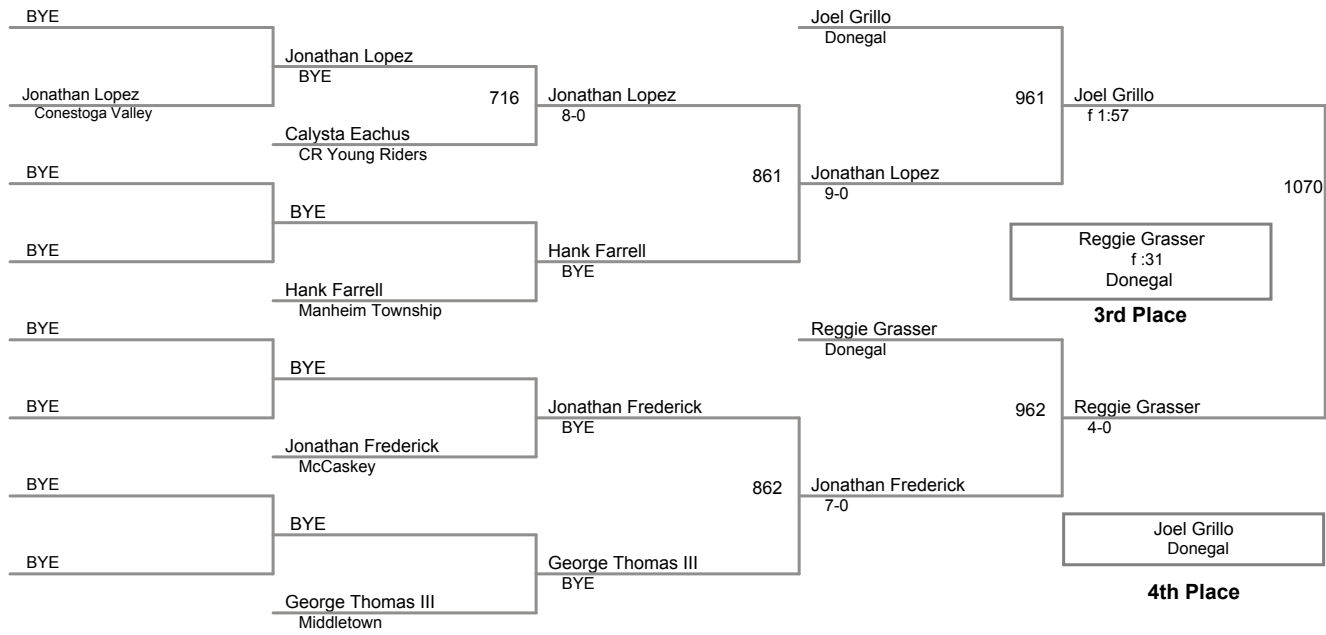 BYE
Jonathan Lopez
Conestoga Valley
BYE
BYE
BYE
BYE
BYE
BYE
Jonathan Lopez
BYE
716
Calysta Eachus
CR Young Riders
BYE
Hank Farrell
Manheim Township
BYE
Jonathan Frederick
McCaskey
BYE
George Thomas III
Middletown
Jonathan Lopez
8-0
861
Hank Farrell
BYE
Jonathan Frederick
BYE
862
George Thomas III
BYE
Joel Grillo
Donegal
961
Jonathan Lopez
9-0
Reggie Grasser
Donegal
962
Jonathan Frederick
7-0
Joel Grillo
f 1:57
1070
Reggie Grasser
4-0
Reggie Grasser
f :31
Donegal
3rd Place
Joel Grillo
Donegal
4th Place